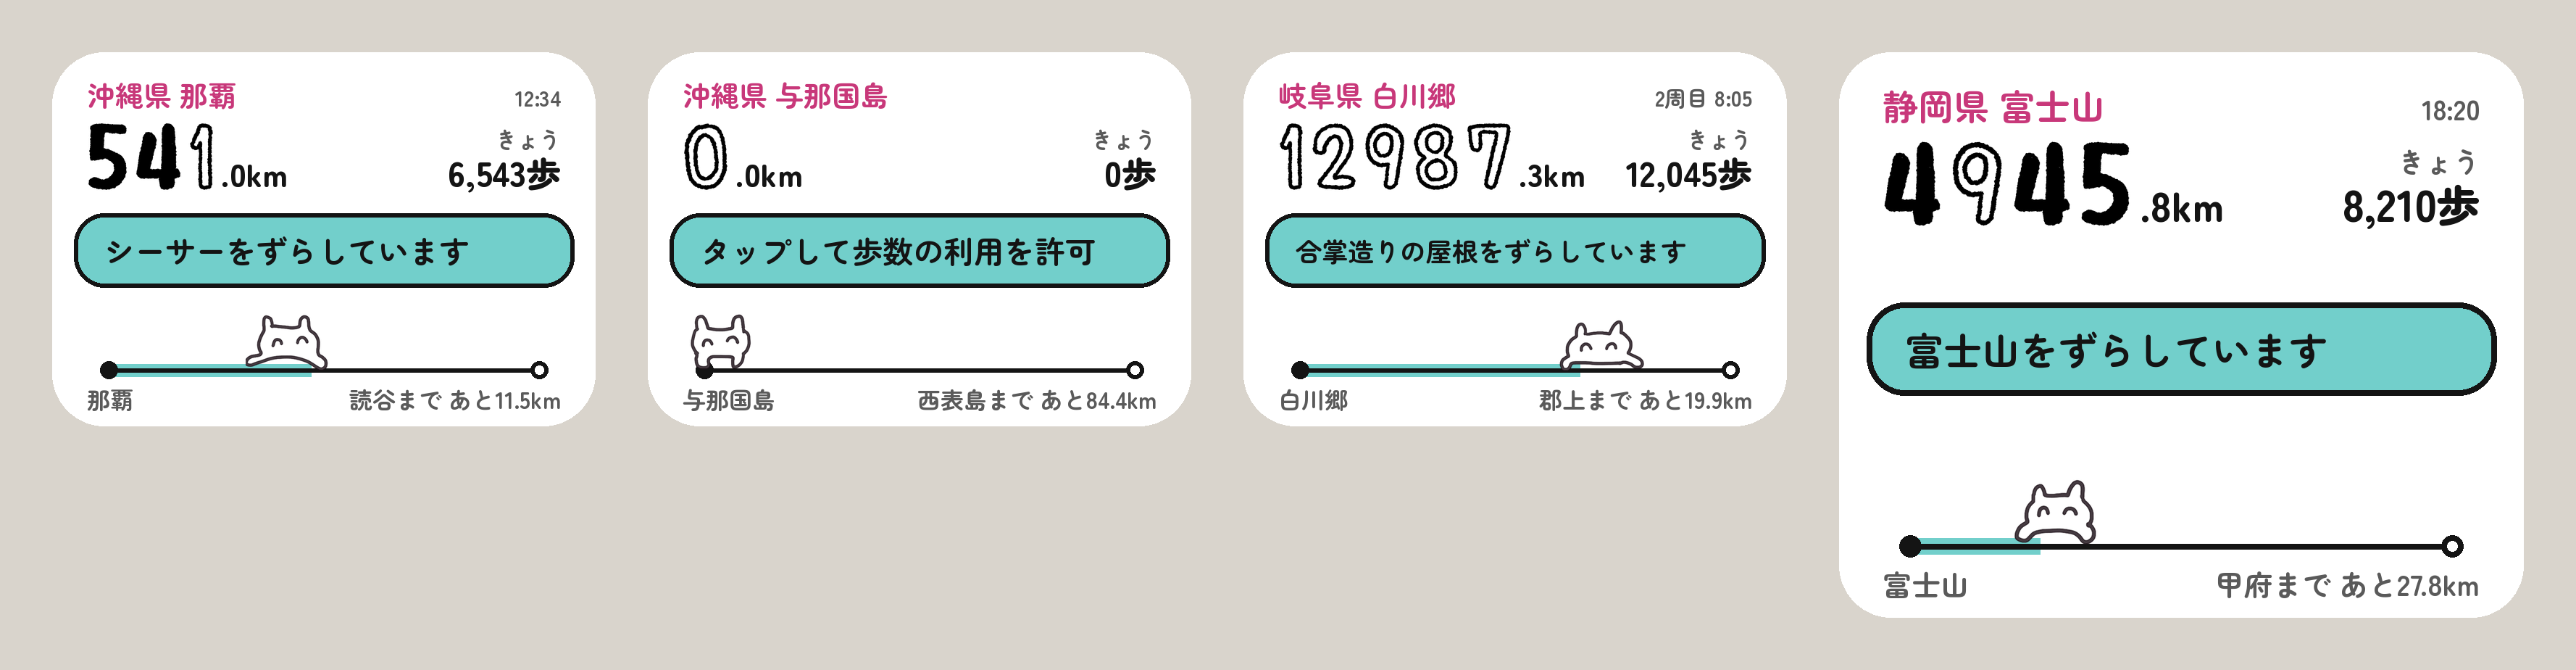 沖縄県 那覇
12:34
541.0km
きょう
6,543歩
シーサーをずらしています
那覇
読谷まで あと11.5km
沖縄県 与那国島
0.0km
きょう
0歩
タップして歩数の利用を許可
与那国島
西表島まで あと84.4km
岐阜県 白川郷
2周目 8:05
12987.3km
きょう
12,045歩
合掌造りの屋根をずらしています
白川郷
郡上まで あと19.9km
静岡県 富士山
18:20
4945.8km
きょう
8,210歩
富士山をずらしています
富士山
甲府まで あと27.8km